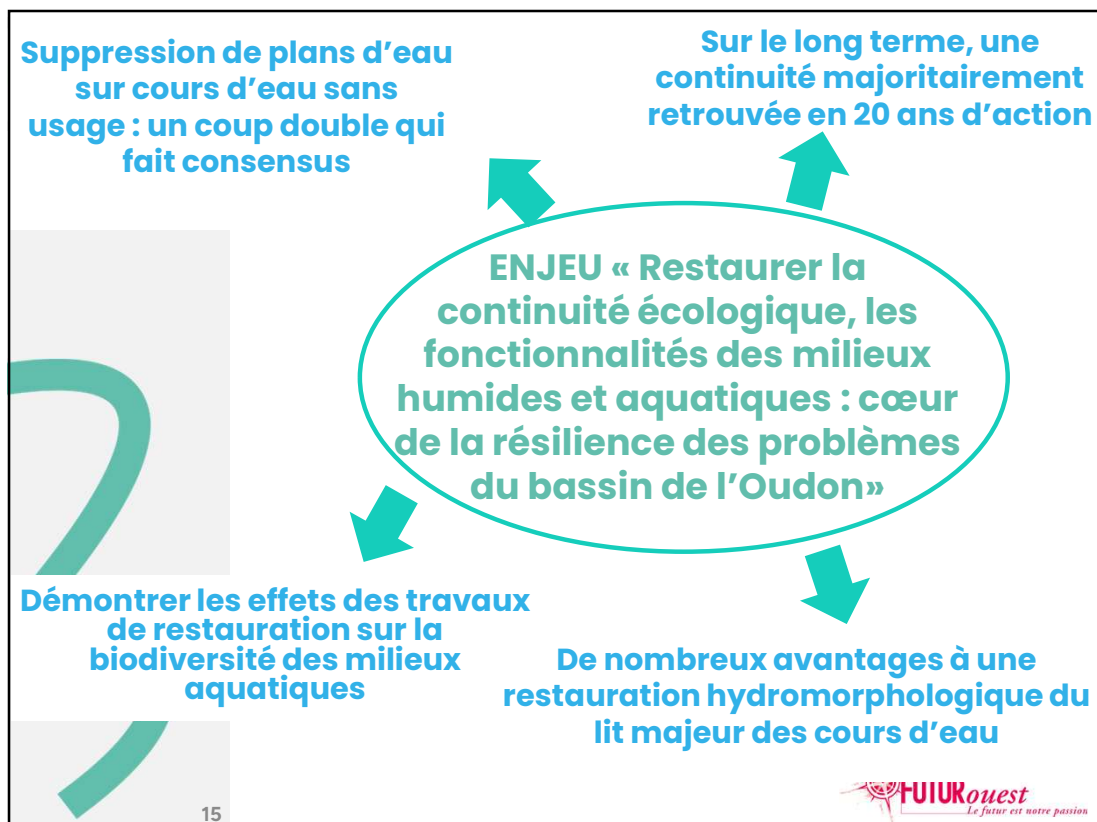 Suppression de plans d’eau
sur cours d’eau sans
usage : un coup double qui
fait consensus
Sur le long terme, une
continuité majoritairement
retrouvée en 20 ans d’action
ENJEU « Restaurer la
continuité écologique, les
fonctionnalités des milieux
humides et aquatiques : cœur
de la résilience des problèmes
du bassin de l’Oudon»
Démontrer les effets des travaux
de restauration sur la
biodiversité des milieux
aquatiques
De nombreux avantages à une
restauration hydromorphologique du
lit majeur des cours d’eau
15
FUTURouest
Le futur est notre passion